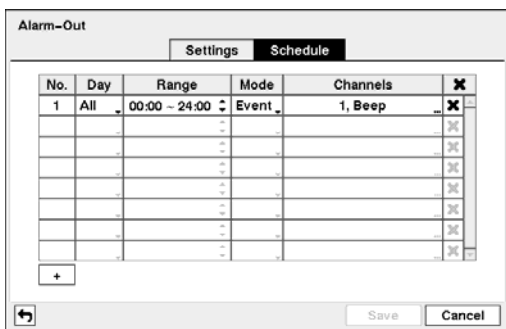 Alarm-Out
Settings Schedule
No. Day Range Mode Channels ✖
1 All 00:00 ~ 24:00 Event 1, Beep ... ✖
+
Save Cancel